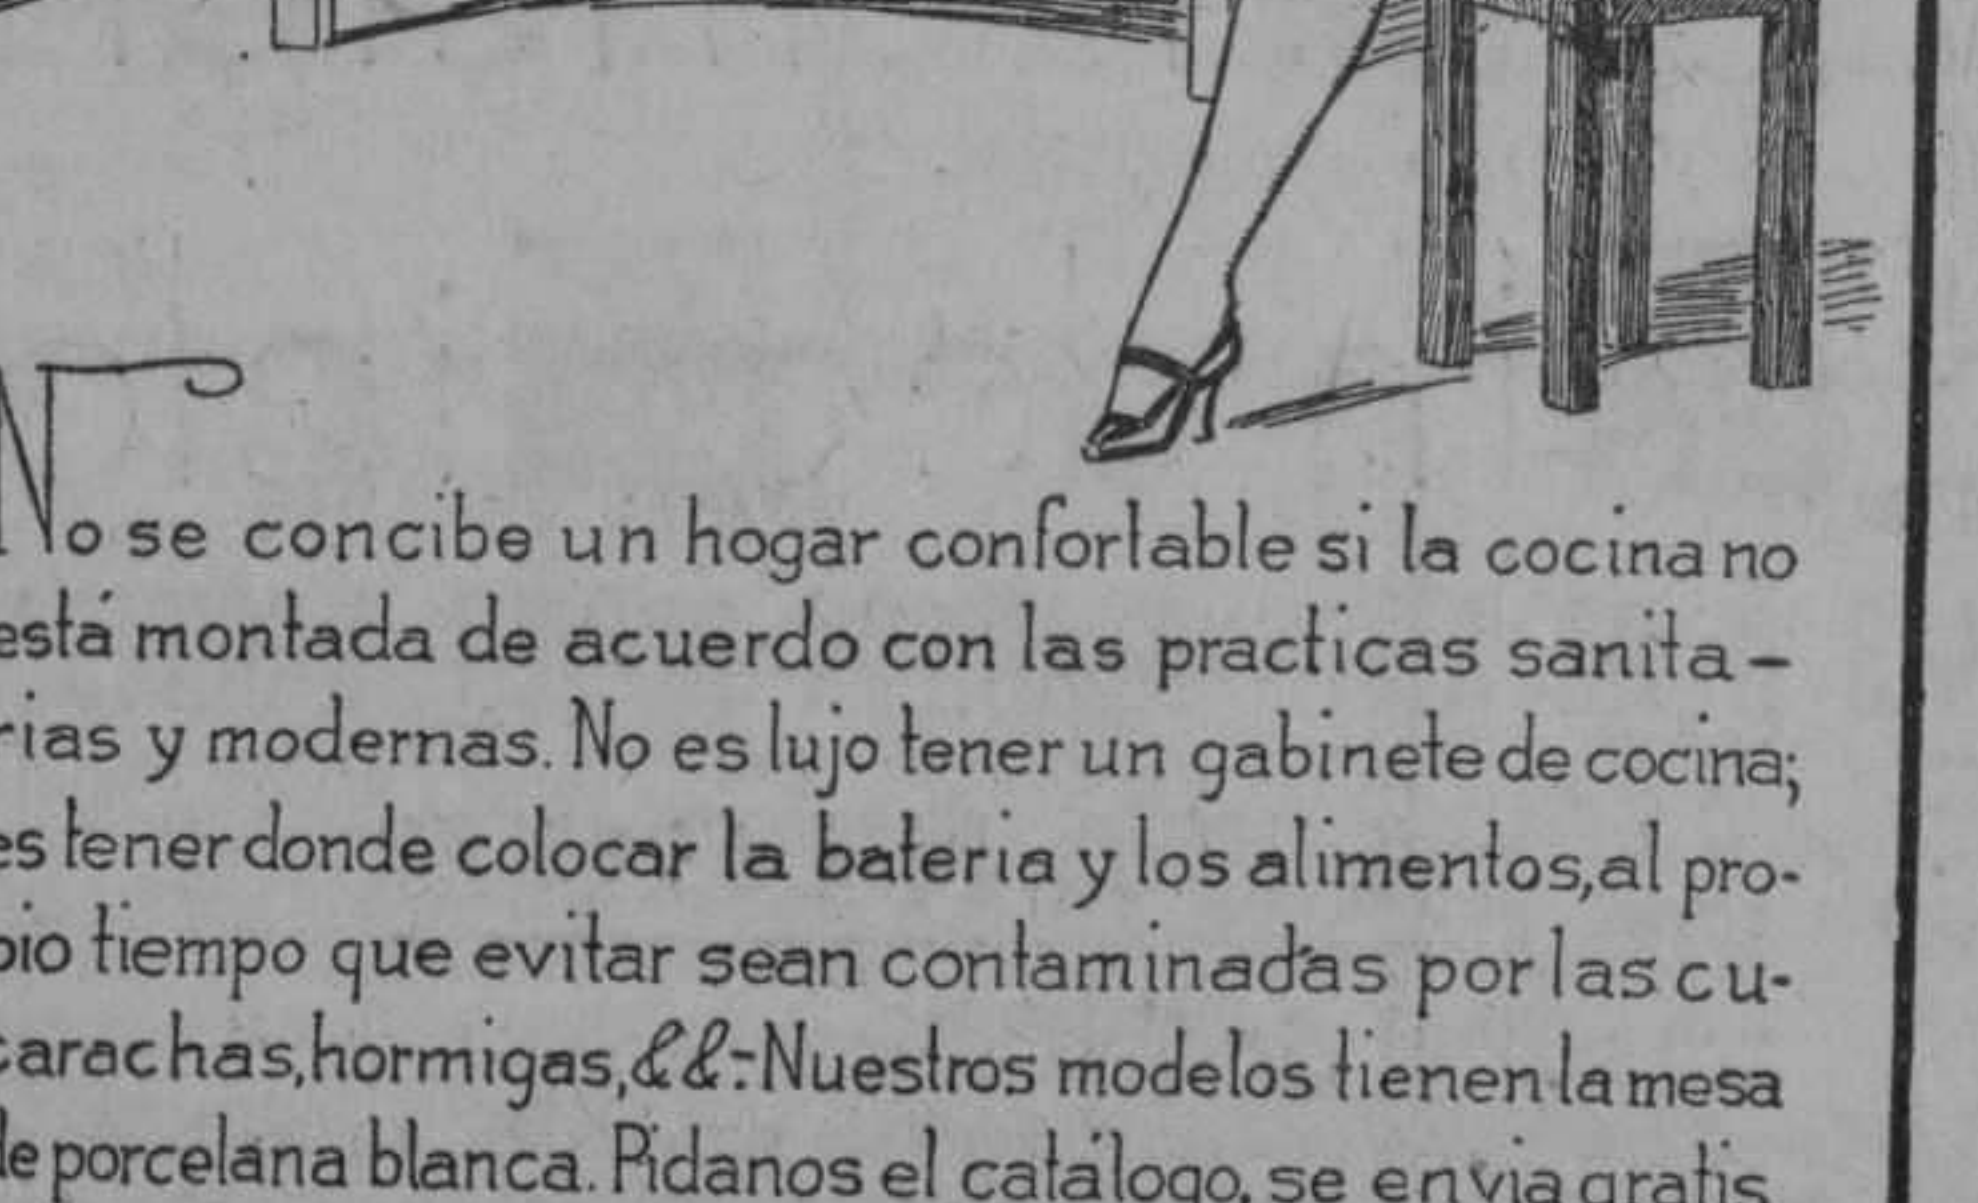 No se concibe un hogar confortable si la cocina no
está montada de acuerdo con las practicas sanita-
rias y modernas. No es lujo tener un gabinete de cocina;
es tener donde colocar la bateria y los alimentos, al pro-
pio tiempo que evitar sean contaminadas por las cu-
carachas, hormigas, &&:-Nuestros modelos tienen la mesa
de porcelana blanca. Pidanos el catálogo, se envia gratis